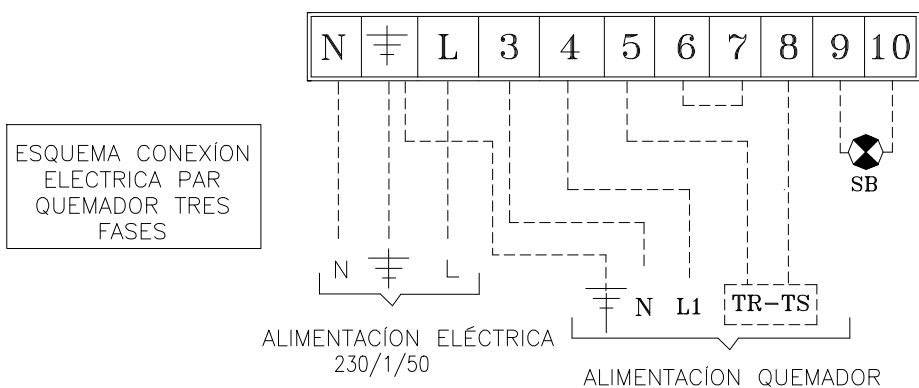 N L 3 4 5 6 7 8 9 10
ESQUEMA CONEXÍON
ELECTRICA PAR
QUEMADOR TRES
FASES
SB
N L
N L1 TR-TS
ALIMENTACÍON ELÉCTRICA
230/1/50
ALIMENTACÍON QUEMADOR